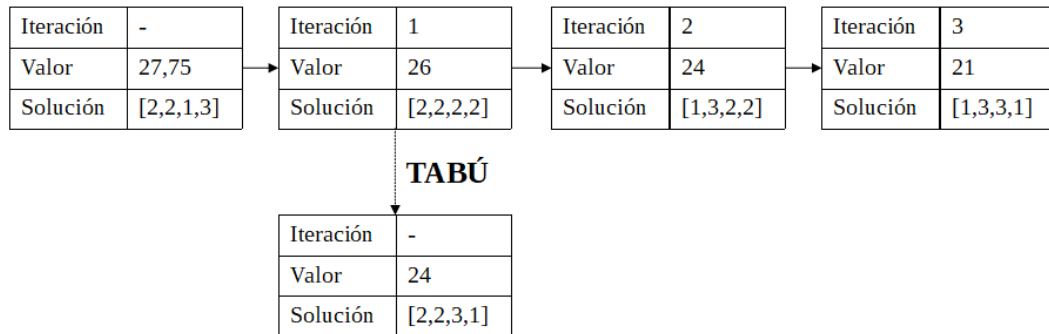 Iteración -
Valor 27,75
Solución [2,2,1,3]
Iteración 1
Valor 26
Solución [2,2,2,2]
Iteración 2
Valor 24
Solución [1,3,2,2]
Iteración 3
Valor 21
Solución [1,3,3,1]
TABÚ
Iteración -
Valor 24
Solución [2,2,3,1]